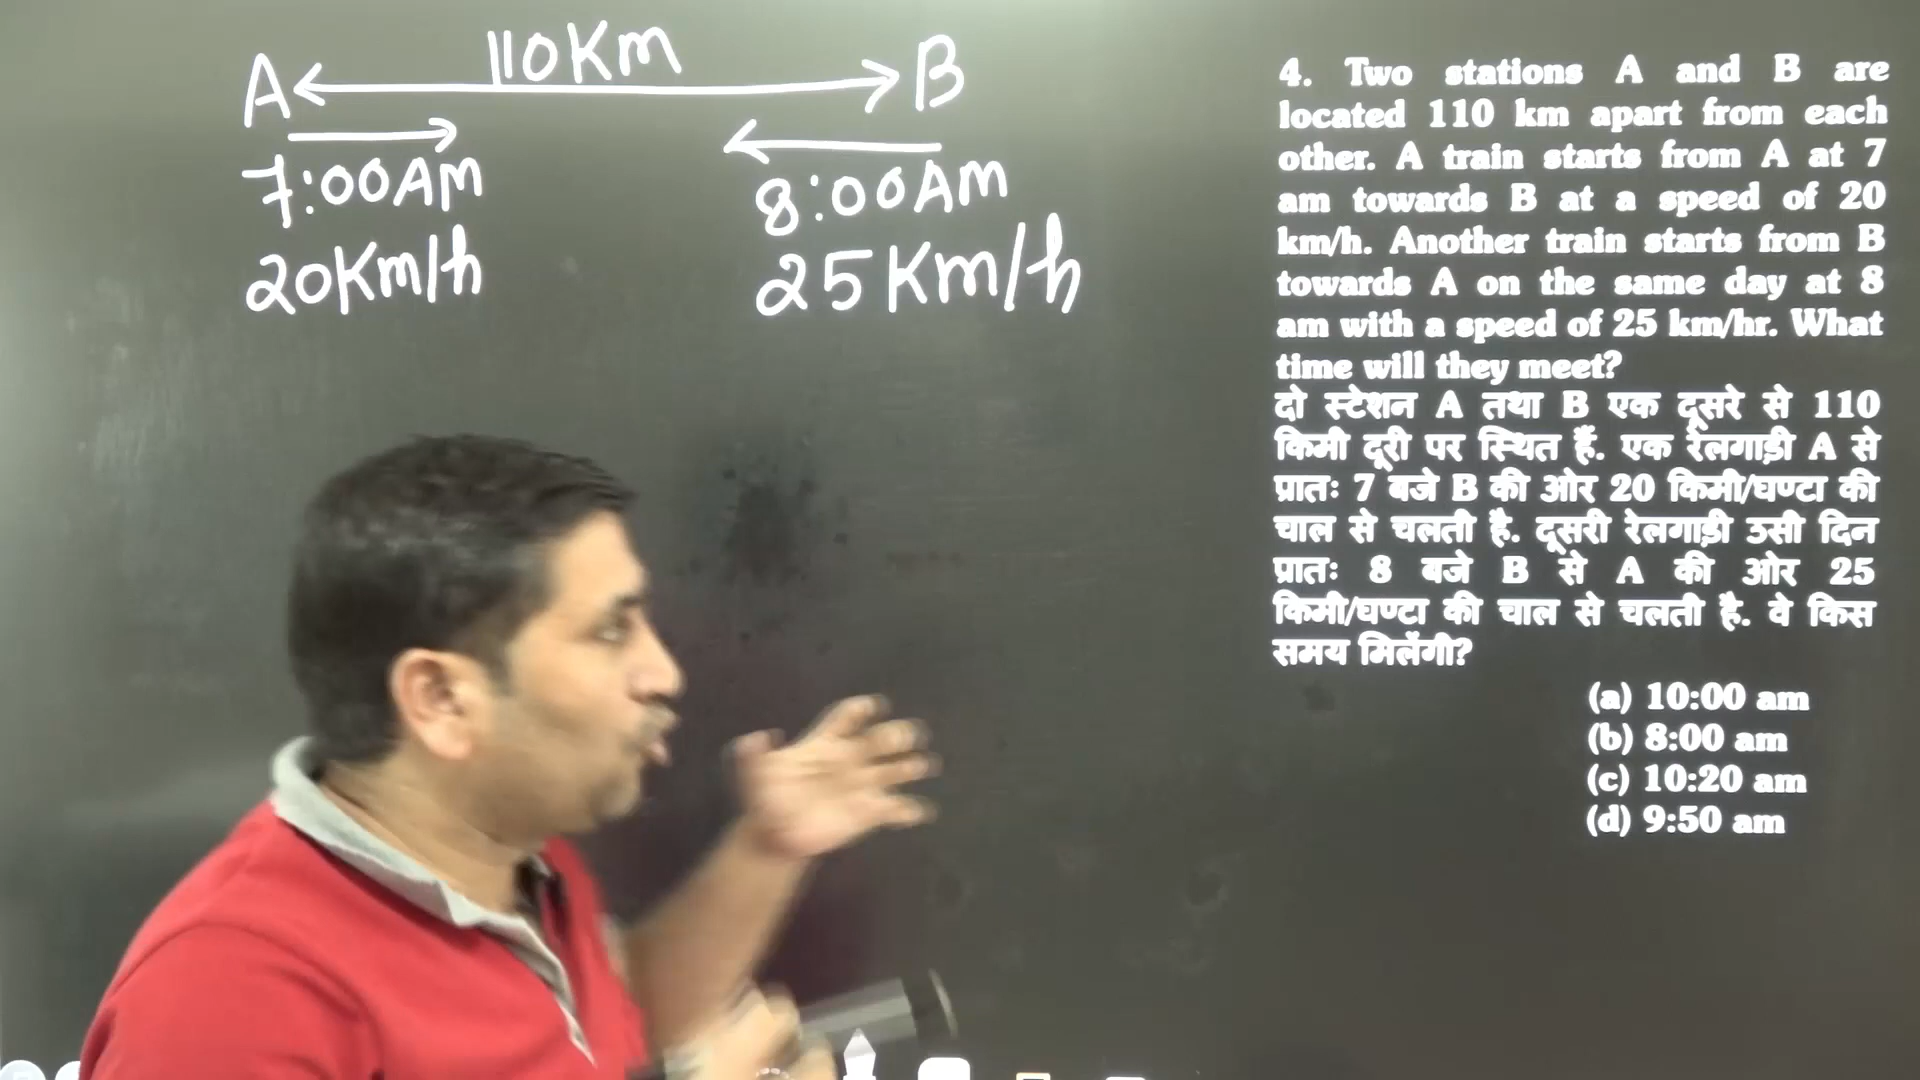 110Km
A B
7:00Am 8:00Am
20Km/h 25Km/h
4. Two stations A and B are
located 110 km apart from each
other. A train starts from A at 7
am towards B at a speed of 20
km/h. Another train starts from B
towards A on the same day at 8
am with a speed of 25 km/hr. What
time will they meet?
दो स्टेशन A तथा B एक दूसरे से 110
किमी दूरी पर स्थित हैं. एक रेलगाड़ी A से
प्रातः 7 बजे B की ओर 20 किमी/घण्टा की
चाल से चलती है. दूसरी रेलगाड़ी उसी दिन
प्रातः 8 बजे B से A की ओर 25
किमी/घण्टा की चाल से चलती है. वे किस
समय मिलेंगी?
(a) 10:00 am
(b) 8:00 am
(c) 10:20 am
(d) 9:50 am